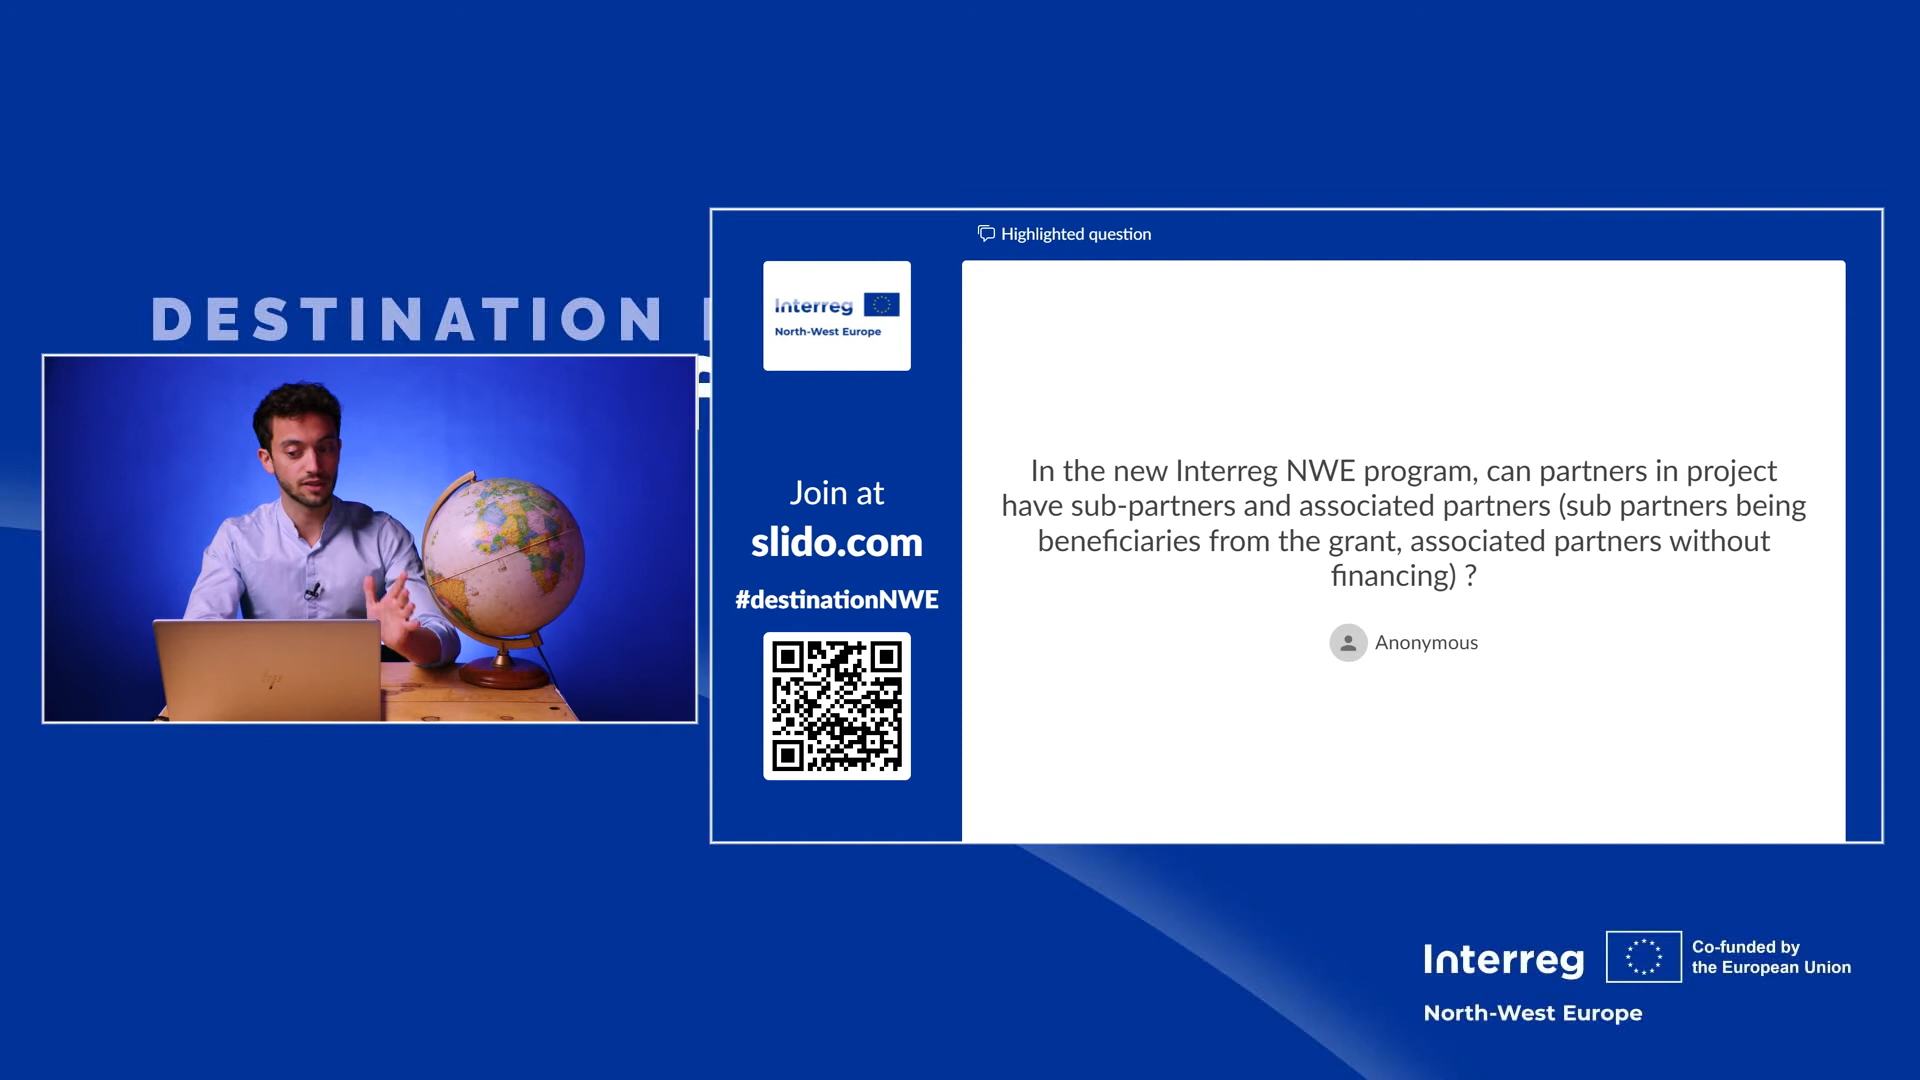 DESTINATION
Highlighted question
Interreg
North-West Europe
Join at
slido.com
#destinationNWE
In the new Interreg NWE program, can partners in project
have sub-partners and associated partners (sub partners being
beneficiaries from the grant, associated partners without
financing) ?
Anonymous
Interreg
Co-funded by
the European Union
North-West Europe